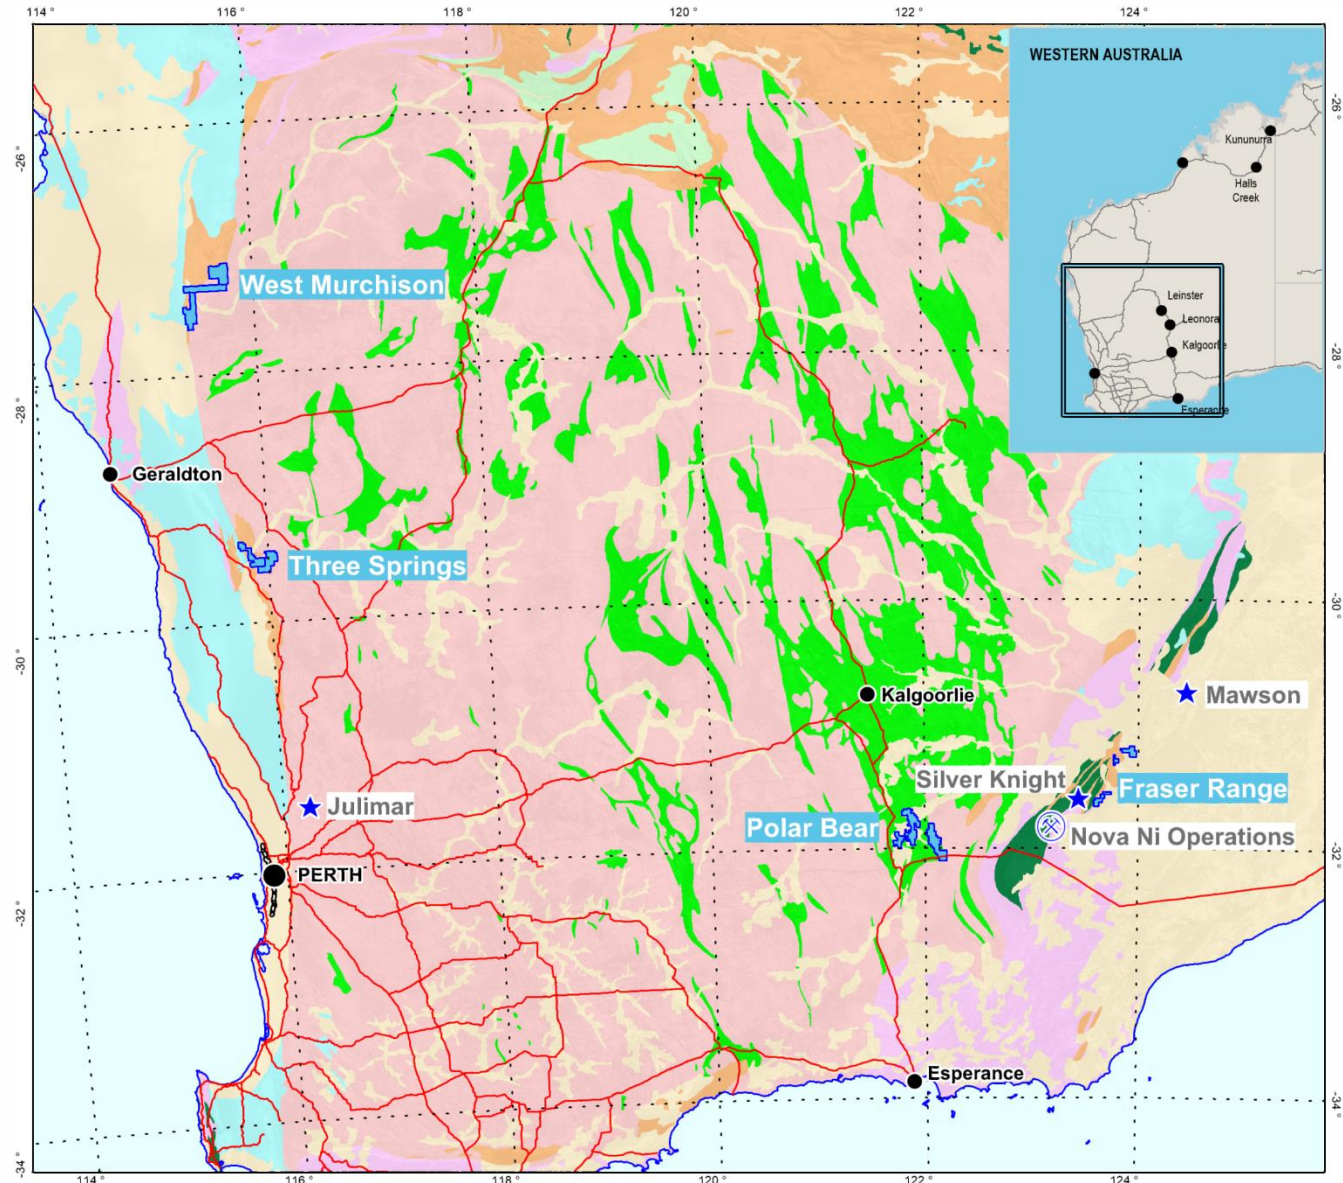 114 °
116 °
118 °
120 °
122 °
124 °
WESTERN AUSTRALIA
Kununurra
Halls
Creek
Leinster
Leonora
Kalgoorlie
Esperance
-26 °
-26 °
West Murchison
-28 °
-28 °
Geraldton
Three Springs
-30 °
-30 °
Kalgoorlie
Mawson
Silver Knight
Fraser Range
Julimar
Polar Bear
Nova Ni Operations
-32 °
PERTH
-32 °
Esperance
-34 °
-34 °
114 °
116 °
118 °
120 °
122 °
124 °